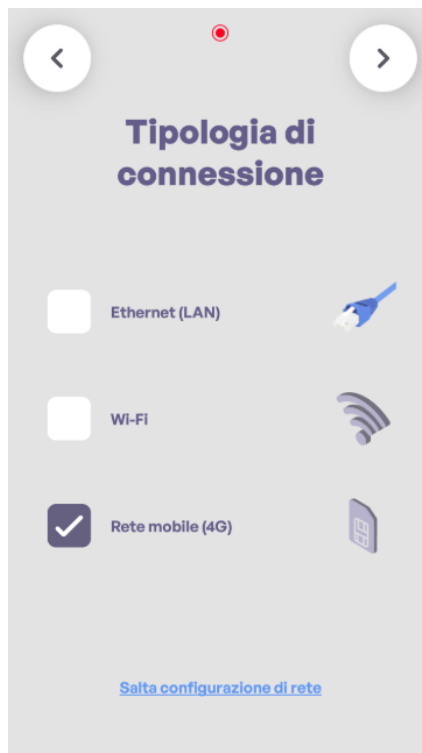 Tipologia di
connessione
Ethernet (LAN)
Wi-Fi
Rete mobile (4G)
Salta configurazione di rete